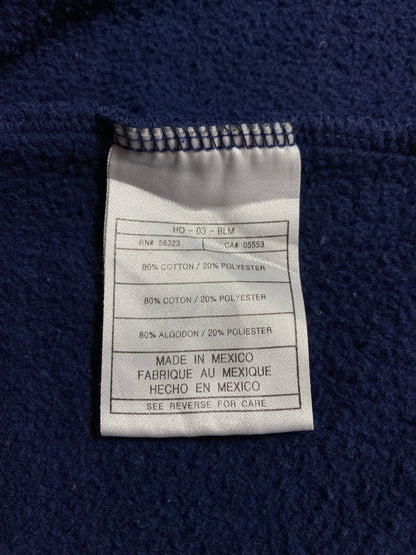 HO - 03 - BLM
RN# 56323 CA# 05553
80% COTTON / 20% POLYESTER
80% COTON / 20% POLYESTER
80% ALGODON / 20% POLIESTER
MADE IN MEXICO
FABRIQUE AU MEXIQUE
HECHO EN MEXICO
SEE REVERSE FOR CARE